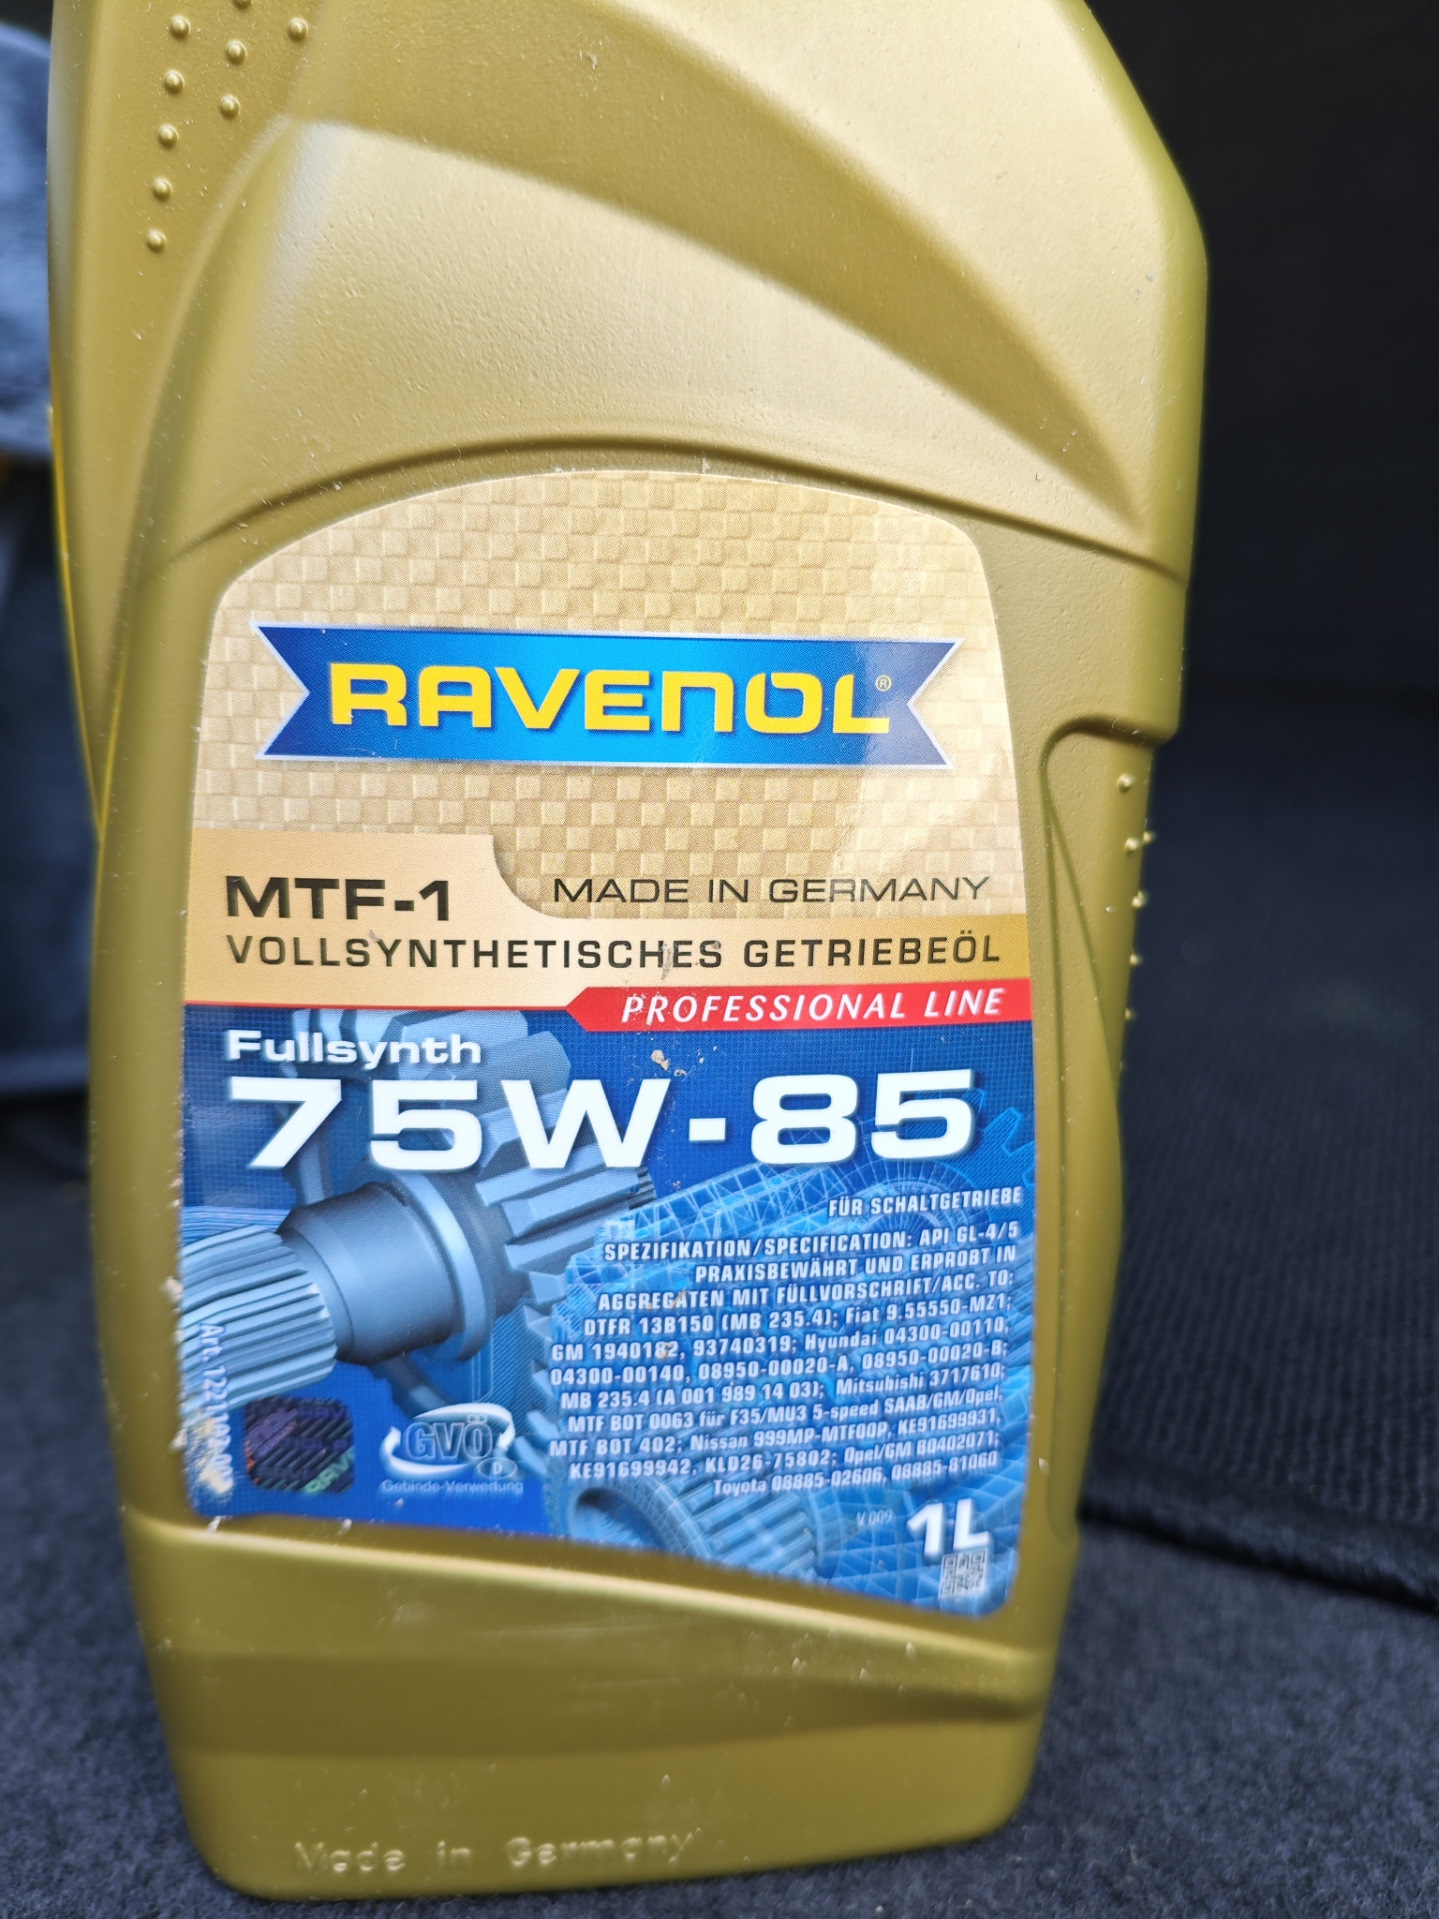 RAVENOL®
MTF-1
MADE IN GERMANY
VOLLSYNTHETISCHES GETRIEBEÖL
PROFESSIONAL LINE
Fullsynth
75W-85
FÜR SCHALTGETRIEBE
SPEZIFIKATION/SPECIFICATION: API GL-4/5
PRAXISBEWÄHRT UND ERPROBT IN
AGGREGATEN MIT FÜLLVORSCHRIFT/ACC. TO:
DTFR 13B150 (MB 235.4); Fiat 9.55550-MZ1;
GM 1940182, 93740319; Hyundai 04300-00110,
04300-00140, 08950-00020-A, 08950-00020-B;
MB 235.4 (A 001 989 14 03); Mitsubishi 3717610;
MTF BOT 0063 für F35/MU3 5-speed SAAB/GM/Opel,
MTF BOT 402; Nissan 999MP-MTF00P, KE91699931,
KE91699942, KLD26-75802; Opel/GM B0402071;
Toyota 08885-02606, 08885-81060
GVÖ
Gebinde-Verwertung
V 009
1L
Made in Germany